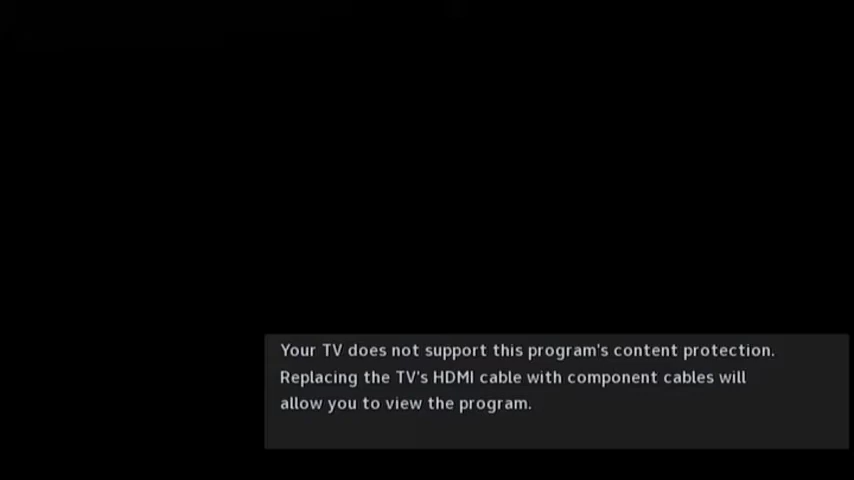 Your TV does not support this program's content protection.
Replacing the TV's HDMI cable with component cables will
allow you to view the program.